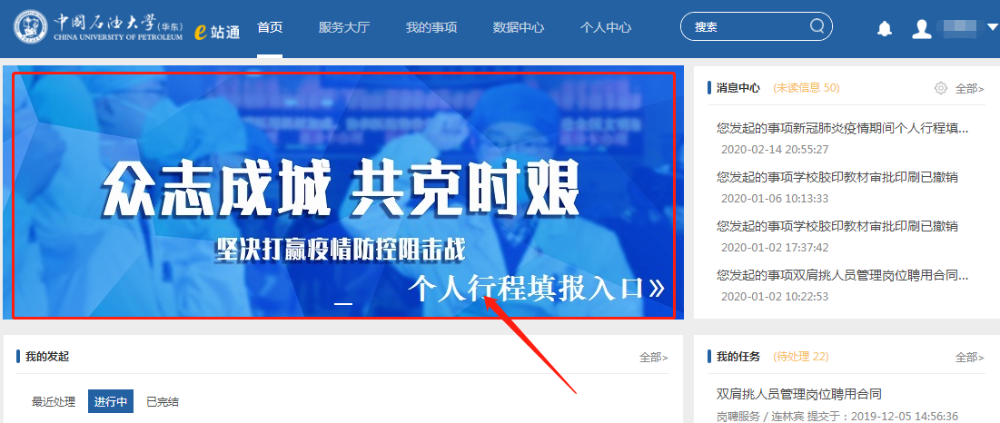 中国石油大学(华东)
CHINA UNIVERSITY OF PETROLEUM
e站通
首页
服务大厅
我的事项
数据中心
个人中心
搜索
众志成城 共克时艰
坚决打赢疫情防控阻击战
个人行程填报入口»
消息中心 (未读信息 50) 全部>
您发起的事项新冠肺炎疫情期间个人行程填...
2020-02-14 20:55:27
您发起的事项学校胶印教材审批印刷已撤销
2020-01-06 10:13:33
您发起的事项学校胶印教材审批印刷已撤销
2020-01-02 17:37:42
您发起的事项双肩挑人员管理岗位聘用合同...
2020-01-02 10:22:53
我的发起 全部>
最近处理 进行中 已完结
我的任务 (待处理 22) 全部>
双肩挑人员管理岗位聘用合同
岗聘服务 / 连林宾 提交于：2019-12-05 14:56:36